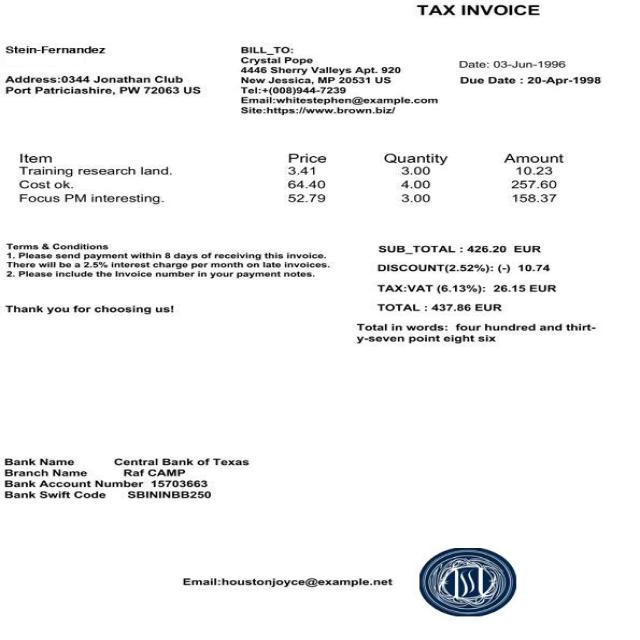 TAX INVOICE
Stein-Fernandez
Address:0344 Jonathan Club
Port Patriciashire, PW 72063 US
BILL_TO:
Crystal Pope
4446 Sherry Valleys Apt. 920
New Jessica, MP 20531 US
Tel:+(008)944-7239
Email:whitestephen@example.com
Site:https://www.brown.biz/
Date: 03-Jun-1996
Due Date : 20-Apr-1998
Item Price Quantity Amount
Training research land. 3.41 3.00 10.23
Cost ok. 64.40 4.00 257.60
Focus PM interesting. 52.79 3.00 158.37
Terms & Conditions
1. Please send payment within 8 days of receiving this invoice.
There will be a 2.5% interest charge per month on late invoices.
2. Please include the Invoice number in your payment notes.
Thank you for choosing us!
SUB_TOTAL : 426.20 EUR
DISCOUNT(2.52%): (-) 10.74
TAX:VAT (6.13%): 26.15 EUR
TOTAL : 437.86 EUR
Total in words: four hundred and thirt-
y-seven point eight six
Bank Name Central Bank of Texas
Branch Name Raf CAMP
Bank Account Number 15703663
Bank Swift Code SBININBB250
Email:houstonjoyce@example.net